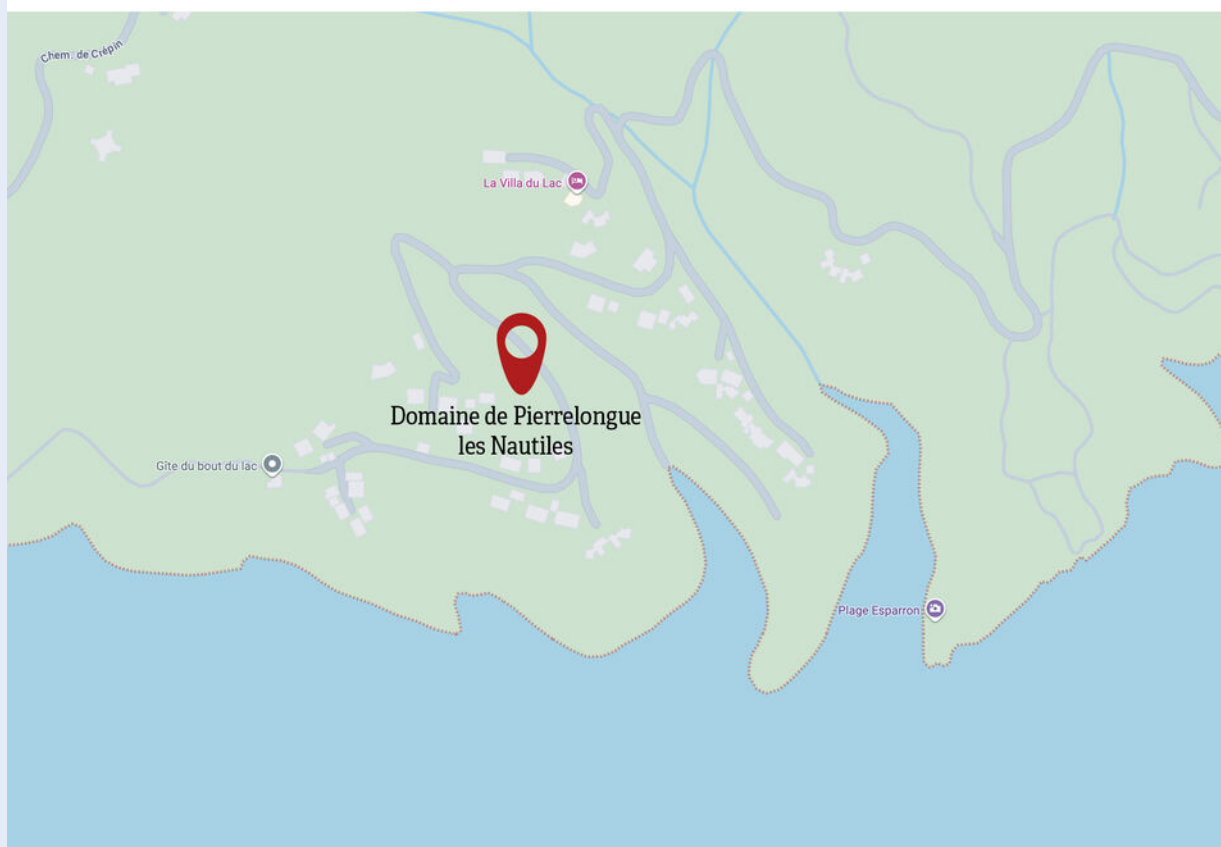 Chem. de Crépin
La Villa du Lac
Domaine de Pierrelongue
les Nautiles
Gîte du bout du lac
Plage Esparron